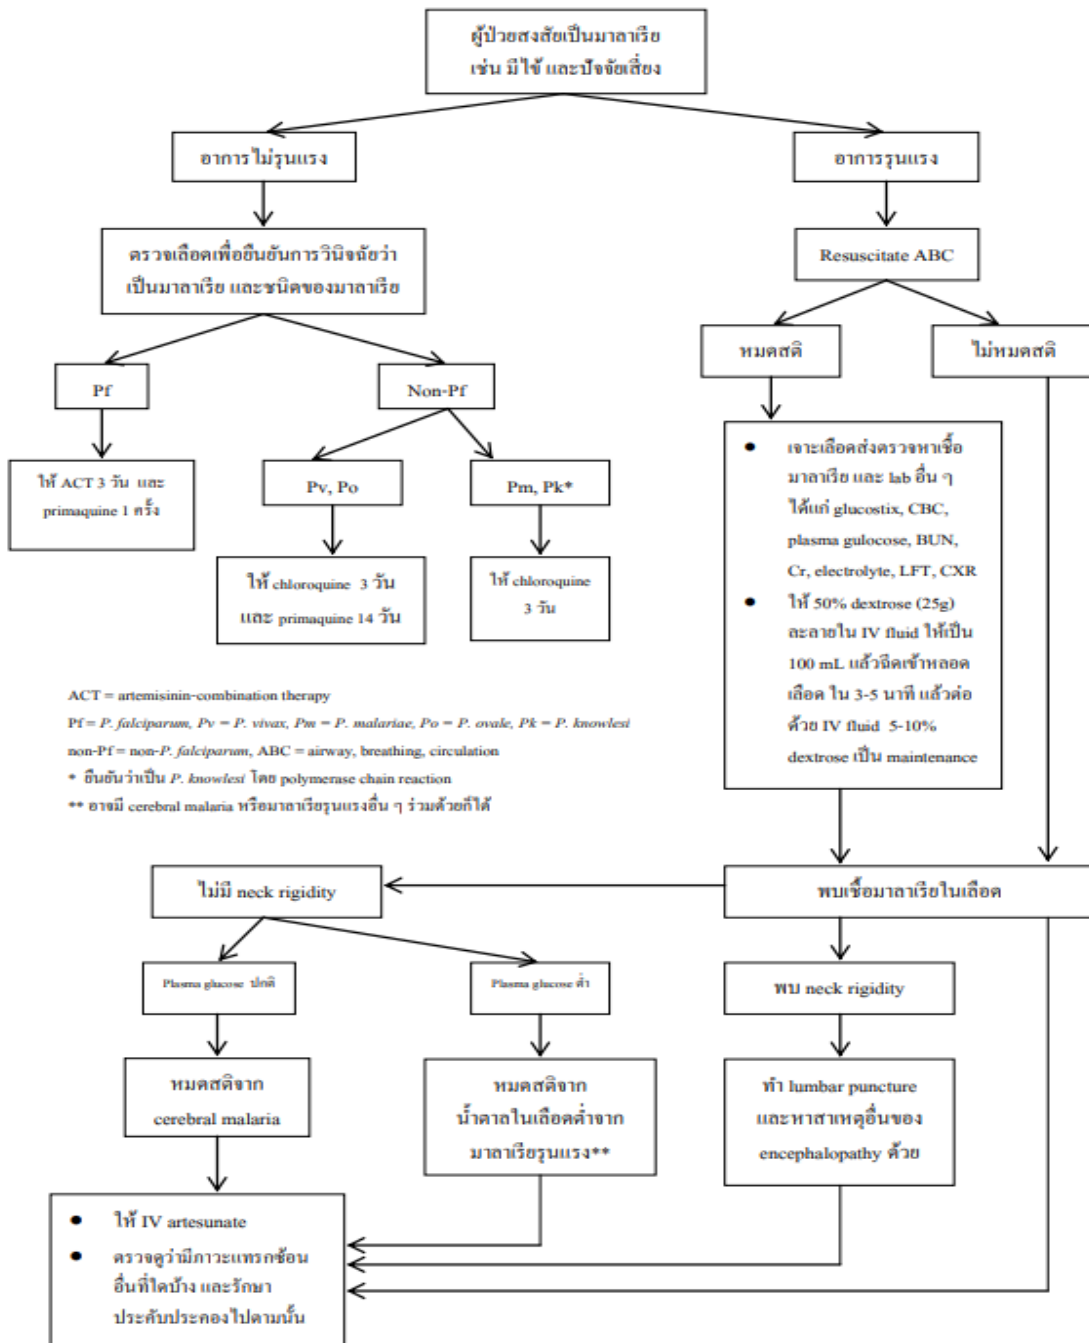 ผู้ป่วยสงสัยเป็นมาลาเรีย
เช่น มีไข้ และปัจจัยเสี่ยง
อาการไม่รุนแรง
อาการรุนแรง
ตรวจเลือดเพื่อยืนยันการวินิจฉัยว่า
เป็นมาลาเรีย และชนิดของมาลาเรีย
Resuscitate ABC
หมดสติ
ไม่หมดสติ
Pf
Non-Pf
ให้ ACT 3 วัน และ
primaquine 1 ครั้ง
Pv, Po
Pm, Pk*
ให้ chloroquine 3 วัน
และ primaquine 14 วัน
ให้ chloroquine
3 วัน
● เจาะเลือดส่งตรวจหาเชื้อ
มาลาเรีย และ lab อื่น ๆ
ได้แก่ glucostix, CBC,
plasma gulocose, BUN,
Cr, electrolyte, LFT, CXR
● ให้ 50% dextrose (25g)
ละลายใน IV fluid ให้เป็น
100 mL แล้วฉีดเข้าหลอด
เลือด ใน 3-5 นาที แล้วต่อ
ด้วย IV fluid 5-10%
dextrose เป็น maintenance
ACT = artemisinin-combination therapy
Pf = P. falciparum, Pv = P. vivax, Pm = P. malariae, Po = P. ovale, Pk = P. knowlesi
non-Pf = non-P. falciparum, ABC = airway, breathing, circulation
* ยืนยันว่าเป็น P. knowlesi โดย polymerase chain reaction
** อาจมี cerebral malaria หรือมาลาเรียรุนแรงอื่น ๆ ร่วมด้วยก็ได้
ไม่มี neck rigidity
พบเชื้อมาลาเรียในเลือด
Plasma glucose ปกติ
Plasma glucose ต่ำ
พบ neck rigidity
หมดสติจาก
cerebral malaria
หมดสติจาก
น้ำตาลในเลือดต่ำจาก
มาลาเรียรุนแรง**
ทำ lumbar puncture
และหาสาเหตุอื่นของ
encephalopathy ด้วย
● ให้ IV artesunate
● ตรวจดูว่ามีภาวะแทรกซ้อน
อื่นที่ใดบ้าง และรักษา
ประคับประคองไปตามนั้น